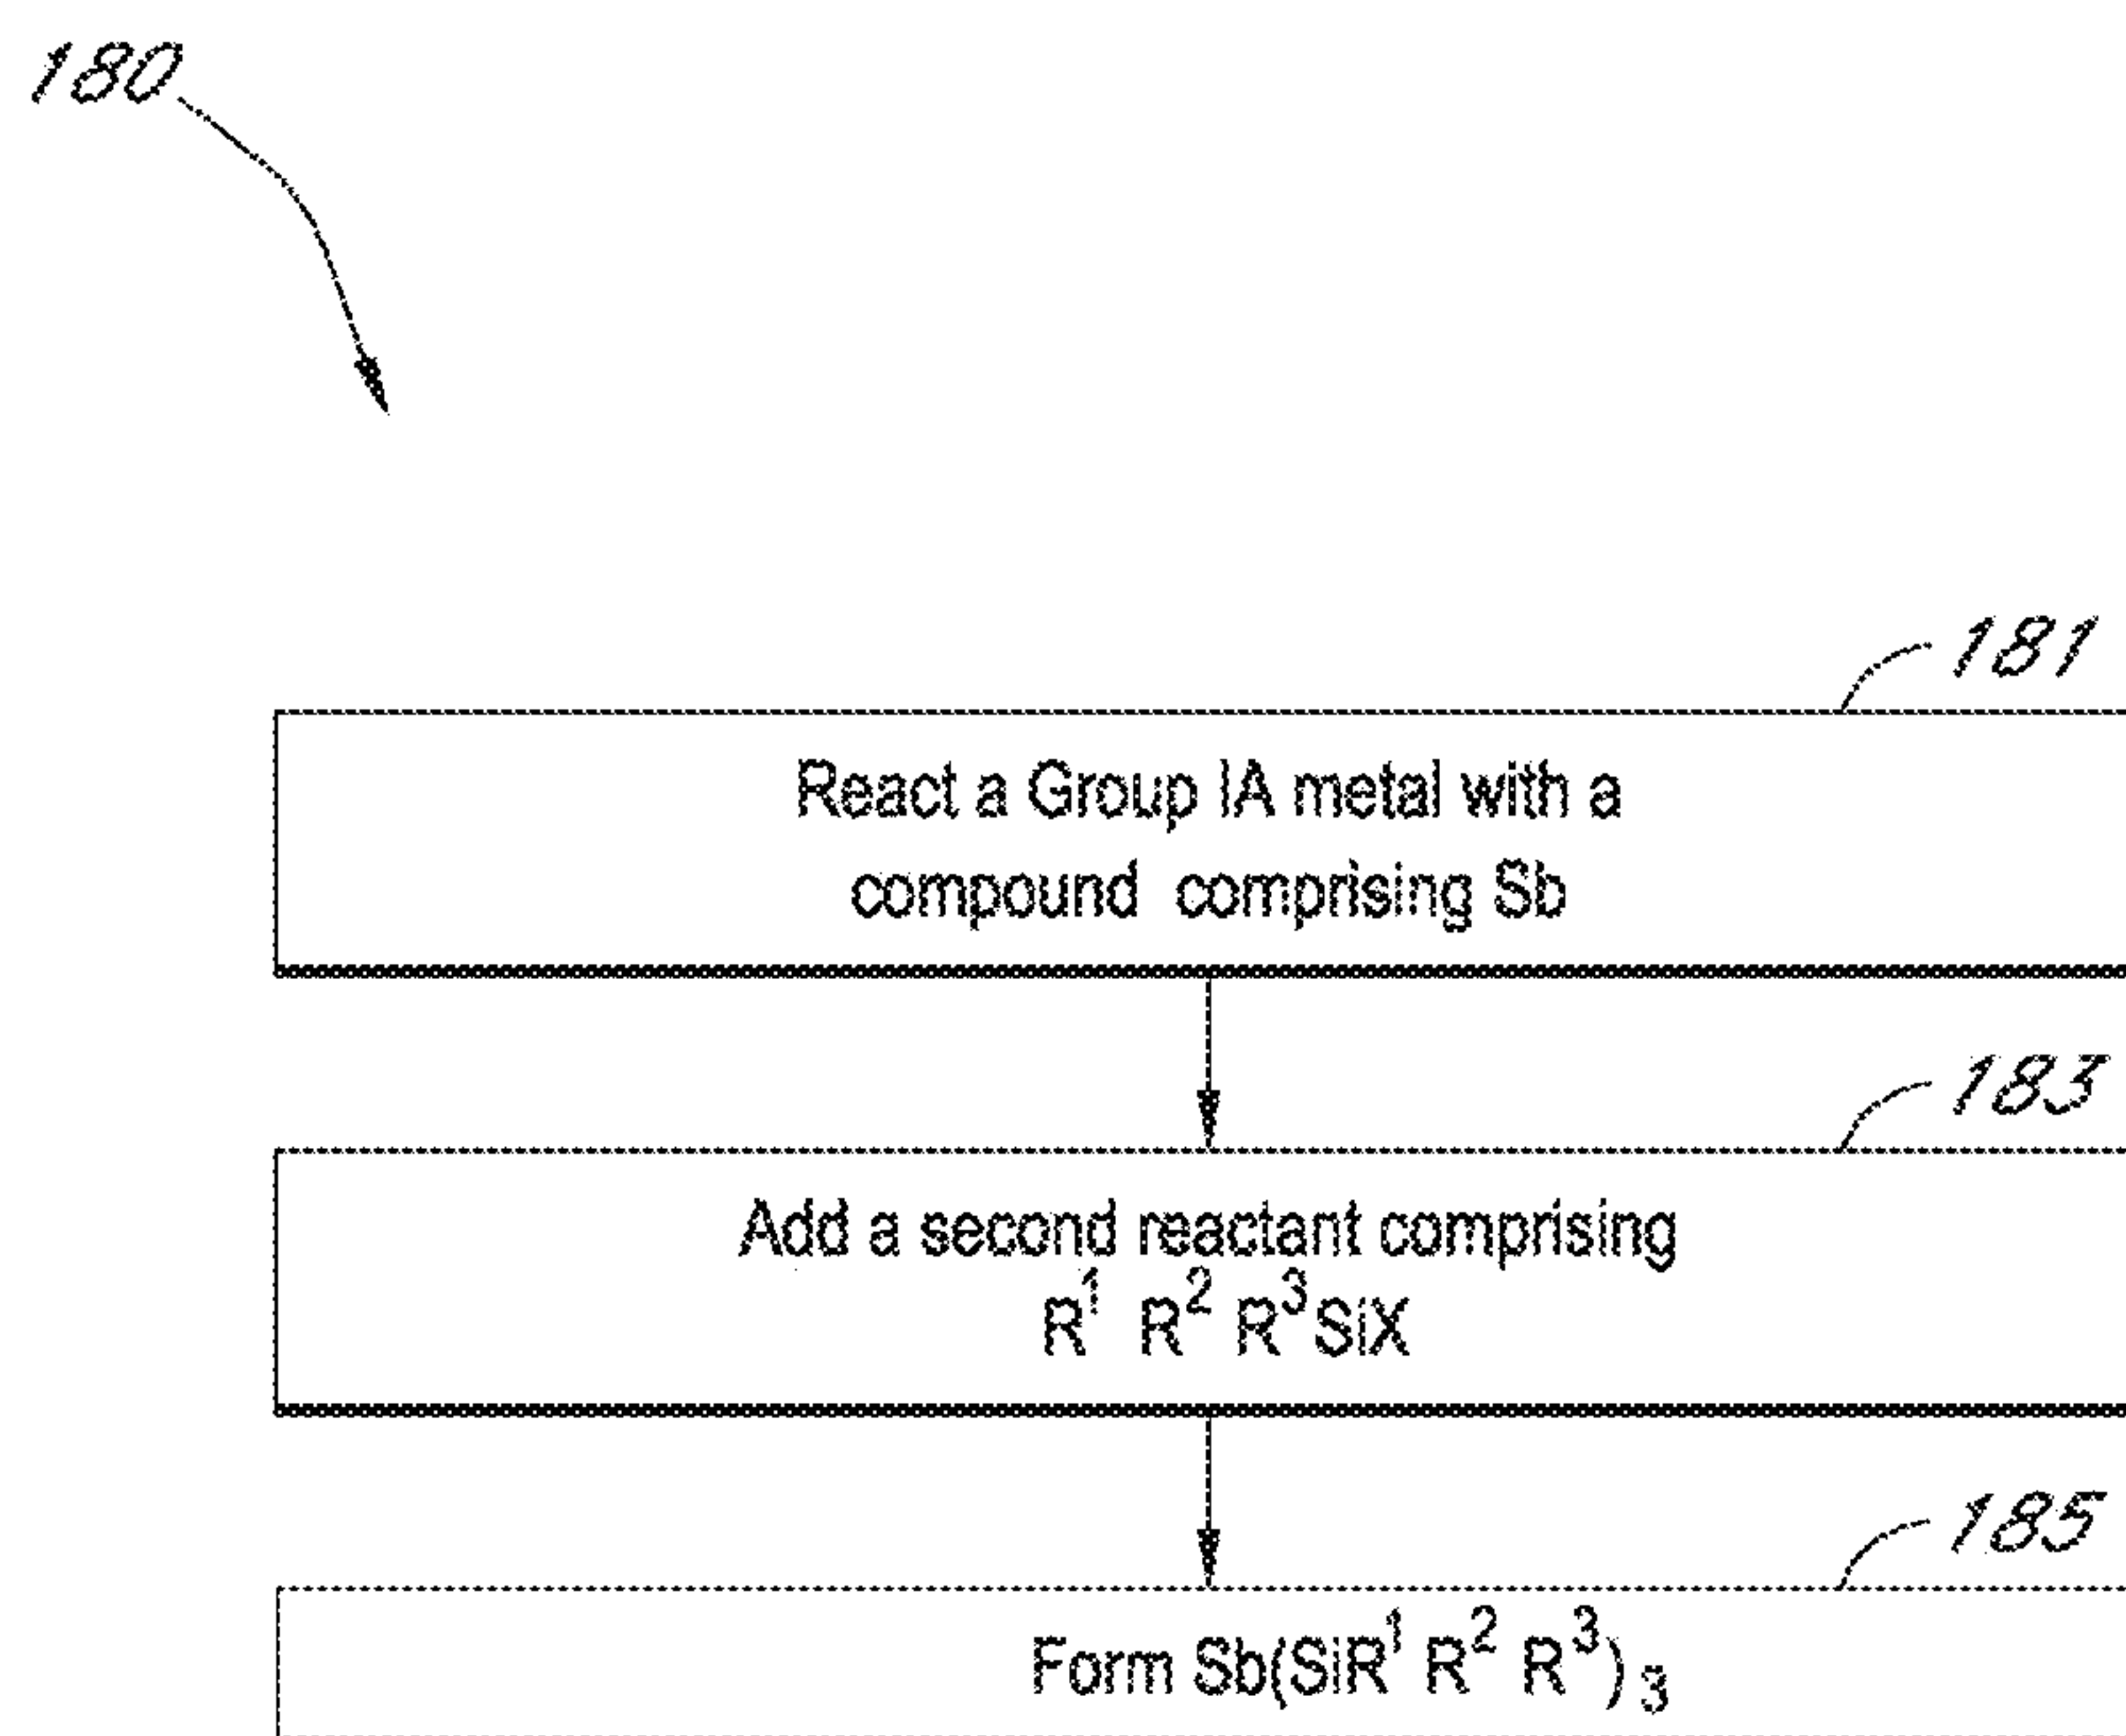 180
181
React a Group IA metal with a
compound comprising Sb
183
Add a second reactant comprising
R¹ R² R³SiX
185
Form Sb(SiR¹ R² R³)₃